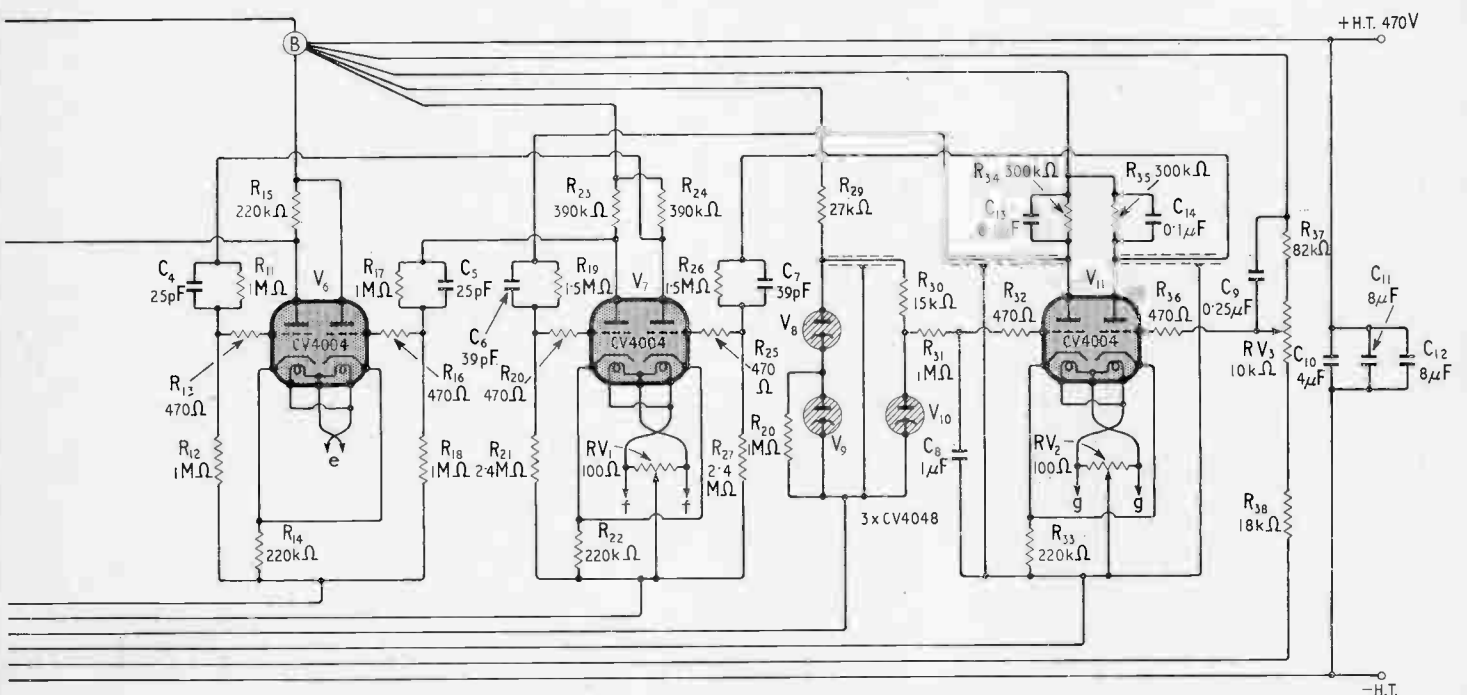 +H.T. 470V
B
R15
220kΩ
R23
390kΩ
R24
390kΩ
R29
27kΩ
R34 300kΩ
R35 300kΩ
C13
0·1μF
C14
0·1μF
R37
82kΩ
C4
25pF
R11
1MΩ
V6
R17
1MΩ
C5
25pF
R19
1·5MΩ
V7
R26
1·5MΩ
C7
39pF
R30
15kΩ
R32
470Ω
V11
R36
470Ω
C9
0·25μF
C11
8μF
CV4004
C6
39pF
CV4004
V8
R31
1MΩ
CV4004
RV3
10kΩ
C10
4μF
C12
8μF
R13
470Ω
R16
470Ω
R20
470Ω
R25
470
Ω
R20
1MΩ
V9
V10
R12
1MΩ
e
R18
1MΩ
R21
2·4MΩ
RV1
100Ω
f
f
R27
2·4
MΩ
C8
1μF
RV2
100Ω
g
g
3 x CV4048
R38
18kΩ
R14
220kΩ
R22
220kΩ
R33
220kΩ
−H.T.